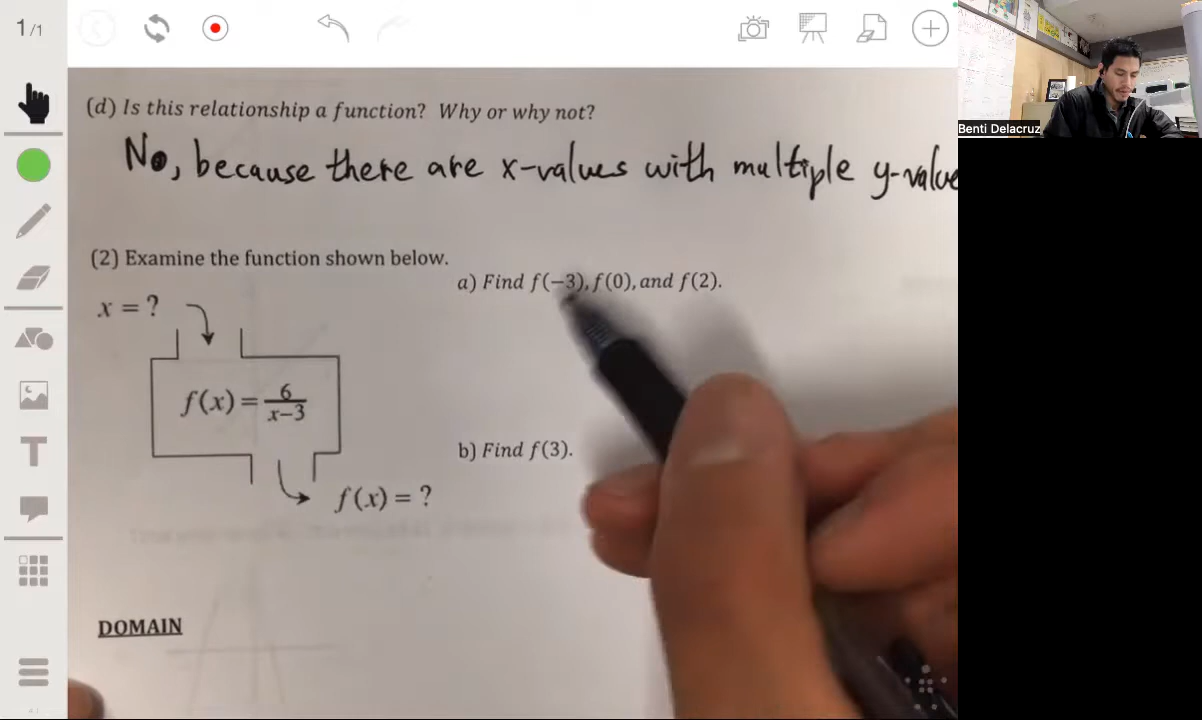 1/1
Benti Delacruz
(d) Is this relationship a function? Why or why not?
No, because there are x-values with multiple y-value
(2) Examine the function shown below.
a) Find f(−3), f(0), and f(2).
x = ?
f(x) = 6/x−3
b) Find f(3).
f(x) = ?
DOMAIN
T